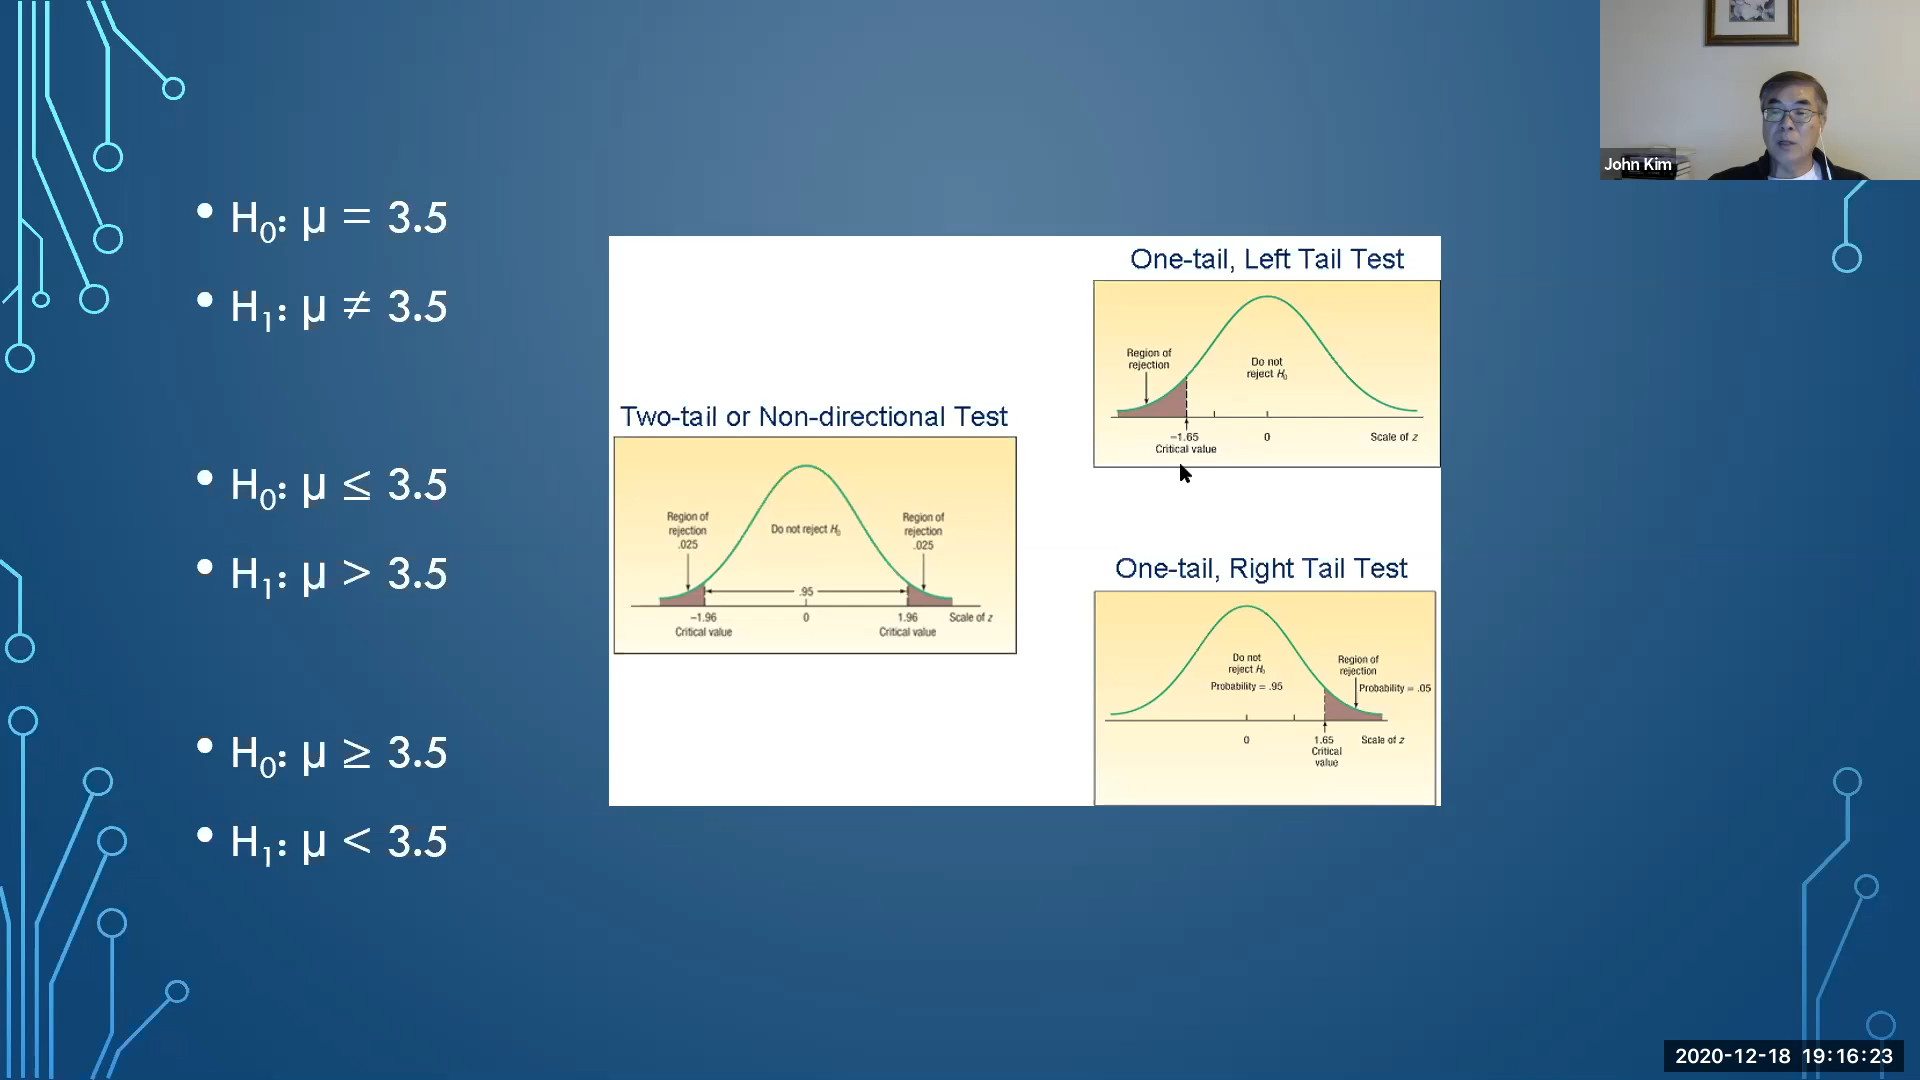 • H0: μ = 3.5
• H1: μ ≠ 3.5
• H0: μ ≤ 3.5
• H1: μ > 3.5
• H0: μ ≥ 3.5
• H1: μ < 3.5
Two-tail or Non-directional Test
Region of
rejection
.025
Do not reject H0
Region of
rejection
.025
.95
−1.96
0
1.96
Scale of z
Critical value
Critical value
One-tail, Left Tail Test
Region of
rejection
Do not
reject H0
−1.65
0
Scale of z
Critical value
One-tail, Right Tail Test
Do not
reject H0
Probability = .95
Region of
rejection
Probability = .05
0
1.65
Scale of z
Critical
value
John Kim
2020-12-18 19:16:23